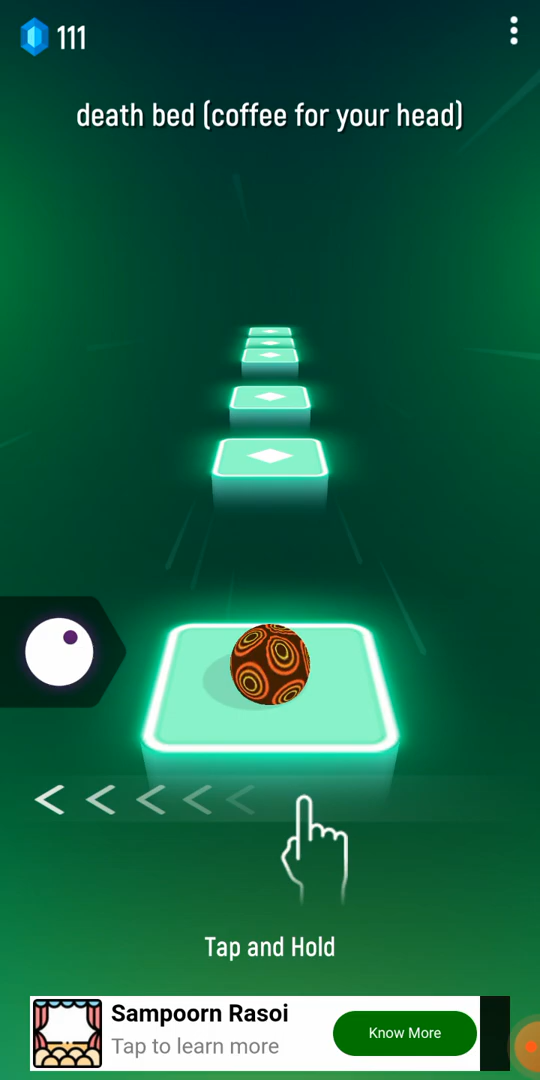 111
death bed (coffee for your head)
Tap and Hold
Sampoorn Rasoi
Tap to learn more
Know More